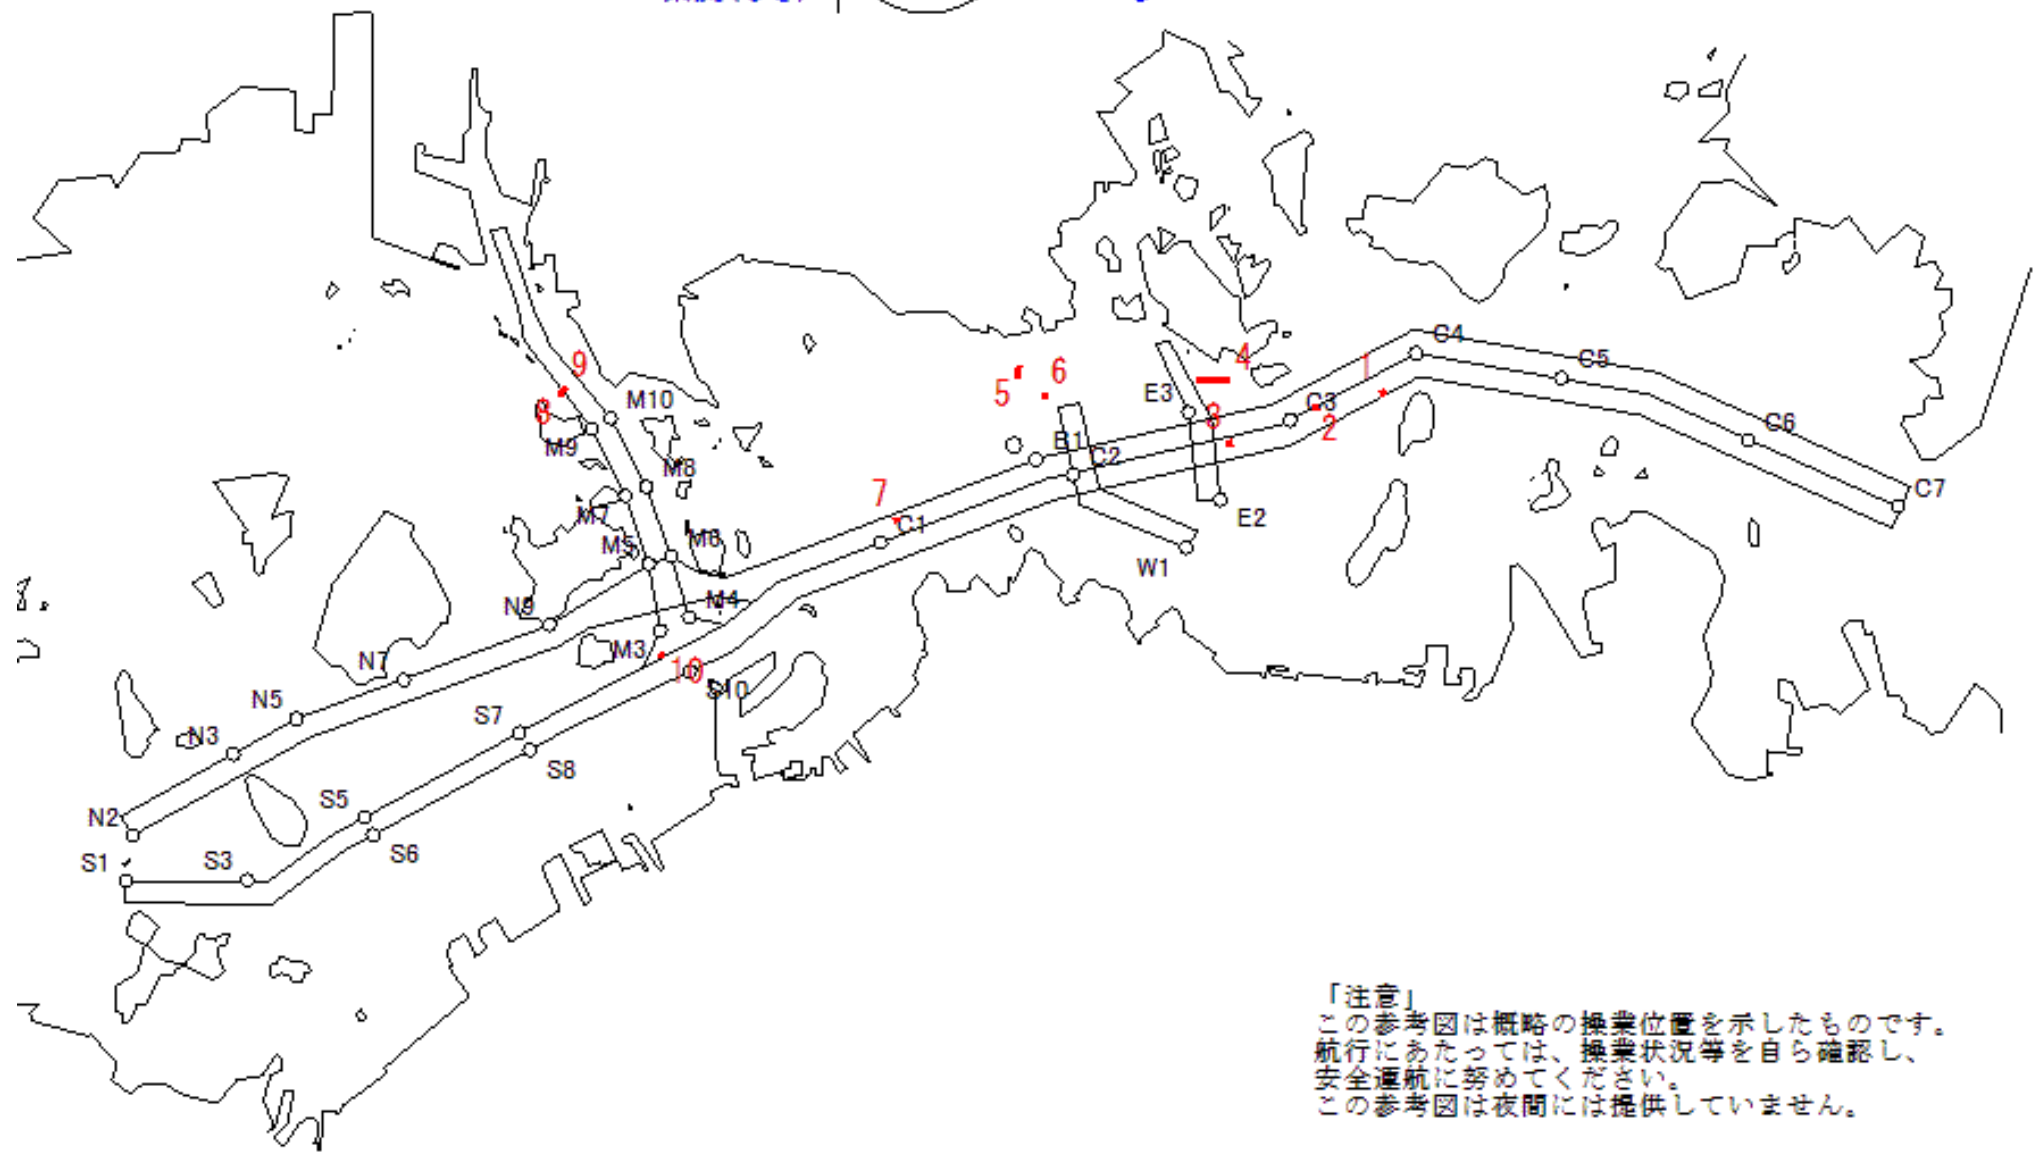 9
8
M10
M9
M8
M7
M5
M6
M4
M3
10
S10
N9
N7
N5
N3
N2
S1
S3
S5
S6
S7
S8
5
6
7
B1
C2
C1
E3
4
3
C3
2
1
C4
C5
C6
C7
E2
W1
「注意」
この参考図は概略の操業位置を示したものです。
航行にあたっては、操業状況等を自ら確認し、
安全運航に努めてください。
この参考図は夜間には提供していません。